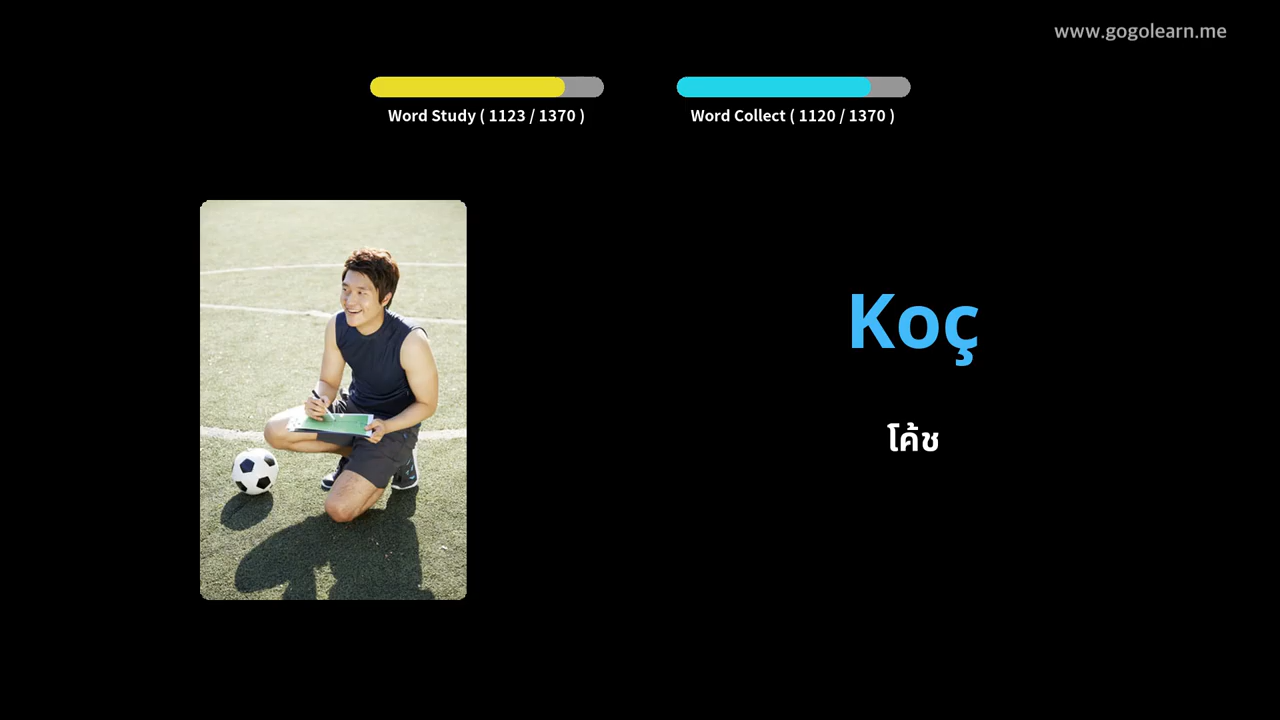 www.gogolearn.me
Word Study ( 1123 / 1370 )
Word Collect ( 1120 / 1370 )
Koç
โค้ช